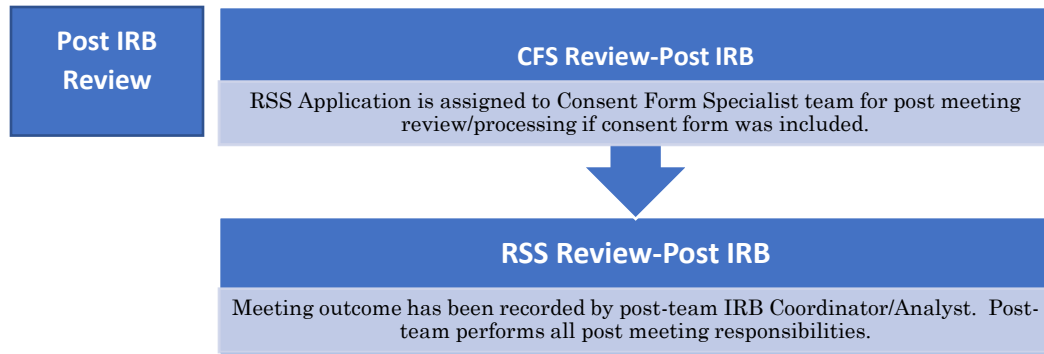 Post IRB
Review
CFS Review-Post IRB
RSS Application is assigned to Consent Form Specialist team for post meeting
review/processing if consent form was included.
RSS Review-Post IRB
Meeting outcome has been recorded by post-team IRB Coordinator/Analyst.  Post-
team performs all post meeting responsibilities.